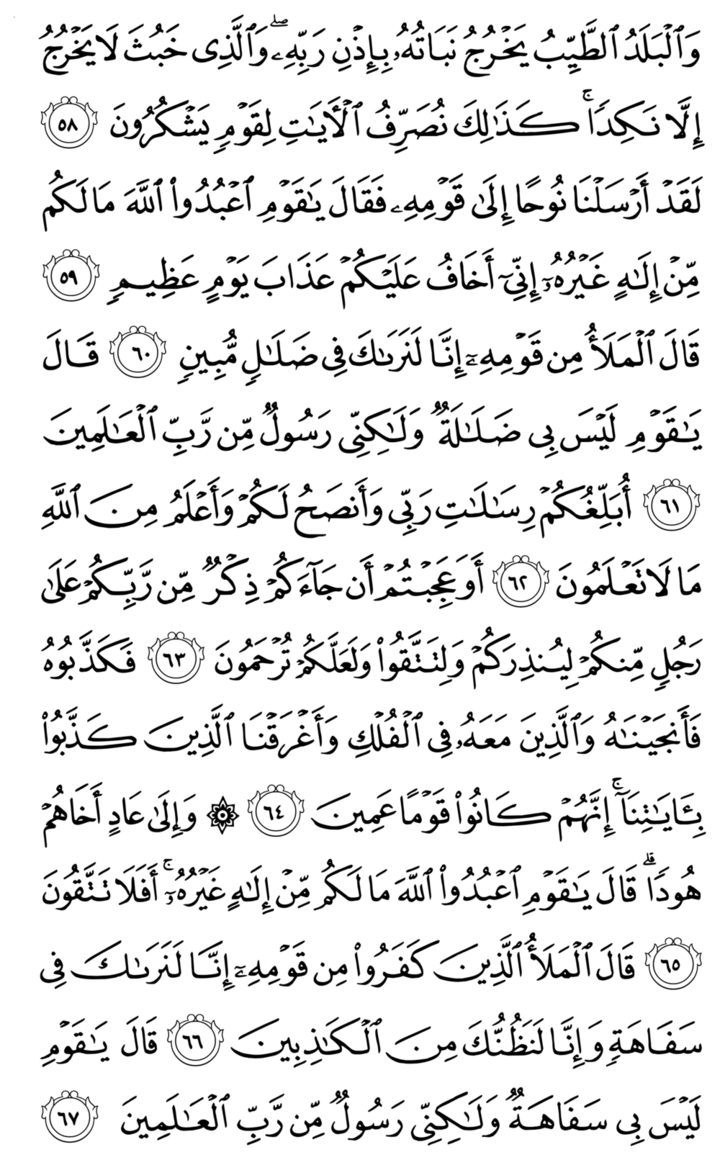 وَٱلْبَلَدُ ٱلطَّيِّبُ يَخْرُجُ نَبَاتُهُۥ بِإِذْنِ رَبِّهِۦۖ وَٱلَّذِى خَبُثَ لَا يَخْرُجُ
إِلَّا نَكِدًاۚ كَذَٰلِكَ نُصَرِّفُ ٱلْـَٔايَٰتِ لِقَوْمٍ يَشْكُرُونَ ٥٨
لَقَدْ أَرْسَلْنَا نُوحًا إِلَىٰ قَوْمِهِۦ فَقَالَ يَٰقَوْمِ ٱعْبُدُوا۟ ٱللَّهَ مَا لَكُم
مِّنْ إِلَٰهٍ غَيْرُهُۥٓ إِنِّىٓ أَخَافُ عَلَيْكُمْ عَذَابَ يَوْمٍ عَظِيمٍ ٥٩
قَالَ ٱلْمَلَأُ مِن قَوْمِهِۦٓ إِنَّا لَنَرَىٰكَ فِى ضَلَٰلٍ مُّبِينٍ ٦٠ قَالَ
يَٰقَوْمِ لَيْسَ بِى ضَلَٰلَةٌ وَلَٰكِنِّى رَسُولٌ مِّن رَّبِّ ٱلْعَٰلَمِينَ
٦١ أُبَلِّغُكُمْ رِسَٰلَٰتِ رَبِّى وَأَنصَحُ لَكُمْ وَأَعْلَمُ مِنَ ٱللَّهِ
مَا لَا تَعْلَمُونَ ٦٢ أَوَعَجِبْتُمْ أَن جَآءَكُمْ ذِكْرٌ مِّن رَّبِّكُمْ عَلَىٰ
رَجُلٍ مِّنكُمْ لِيُنذِرَكُمْ وَلِتَتَّقُوا۟ وَلَعَلَّكُمْ تُرْحَمُونَ ٦٣ فَكَذَّبُوهُ
فَأَنجَيْنَٰهُ وَٱلَّذِينَ مَعَهُۥ فِى ٱلْفُلْكِ وَأَغْرَقْنَا ٱلَّذِينَ كَذَّبُوا۟
بِـَٔايَٰتِنَآۚ إِنَّهُمْ كَانُوا۟ قَوْمًا عَمِينَ ٦٤ ۞ وَإِلَىٰ عَادٍ أَخَاهُمْ
هُودًاۗ قَالَ يَٰقَوْمِ ٱعْبُدُوا۟ ٱللَّهَ مَا لَكُم مِّنْ إِلَٰهٍ غَيْرُهُۥٓۚ أَفَلَا تَتَّقُونَ
٦٥ قَالَ ٱلْمَلَأُ ٱلَّذِينَ كَفَرُوا۟ مِن قَوْمِهِۦٓ إِنَّا لَنَرَىٰكَ فِى
سَفَاهَةٍ وَإِنَّا لَنَظُنُّكَ مِنَ ٱلْكَٰذِبِينَ ٦٦ قَالَ يَٰقَوْمِ
لَيْسَ بِى سَفَاهَةٌ وَلَٰكِنِّى رَسُولٌ مِّن رَّبِّ ٱلْعَٰلَمِينَ ٦٧